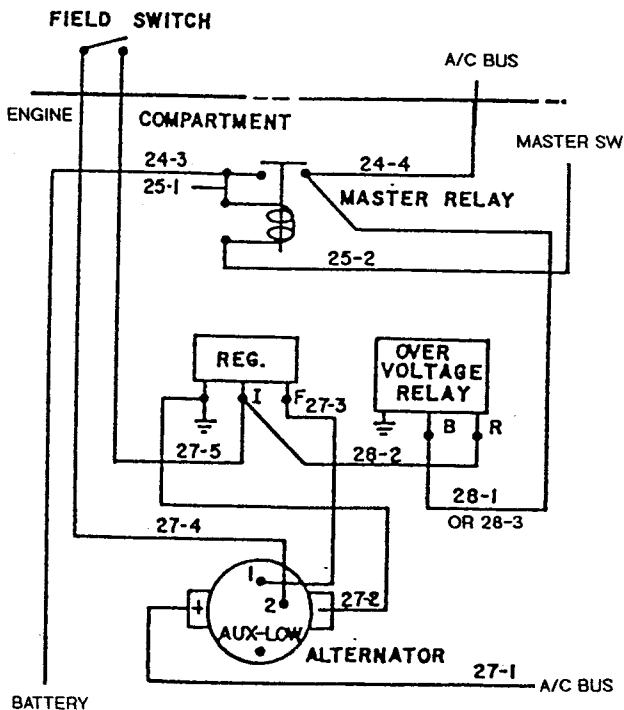 FIELD SWITCH
A/C BUS
ENGINE
COMPARTMENT
MASTER SW
24-3
24-4
25-1
MASTER RELAY
25-2
REG.
OVER
VOLTAGE
RELAY
I
F
27-3
B
R
27-5
28-2
28-1
OR 28-3
27-4
1
2
+
−
27-2
AUX-LOW
ALTERNATOR
27-1
A/C BUS
BATTERY